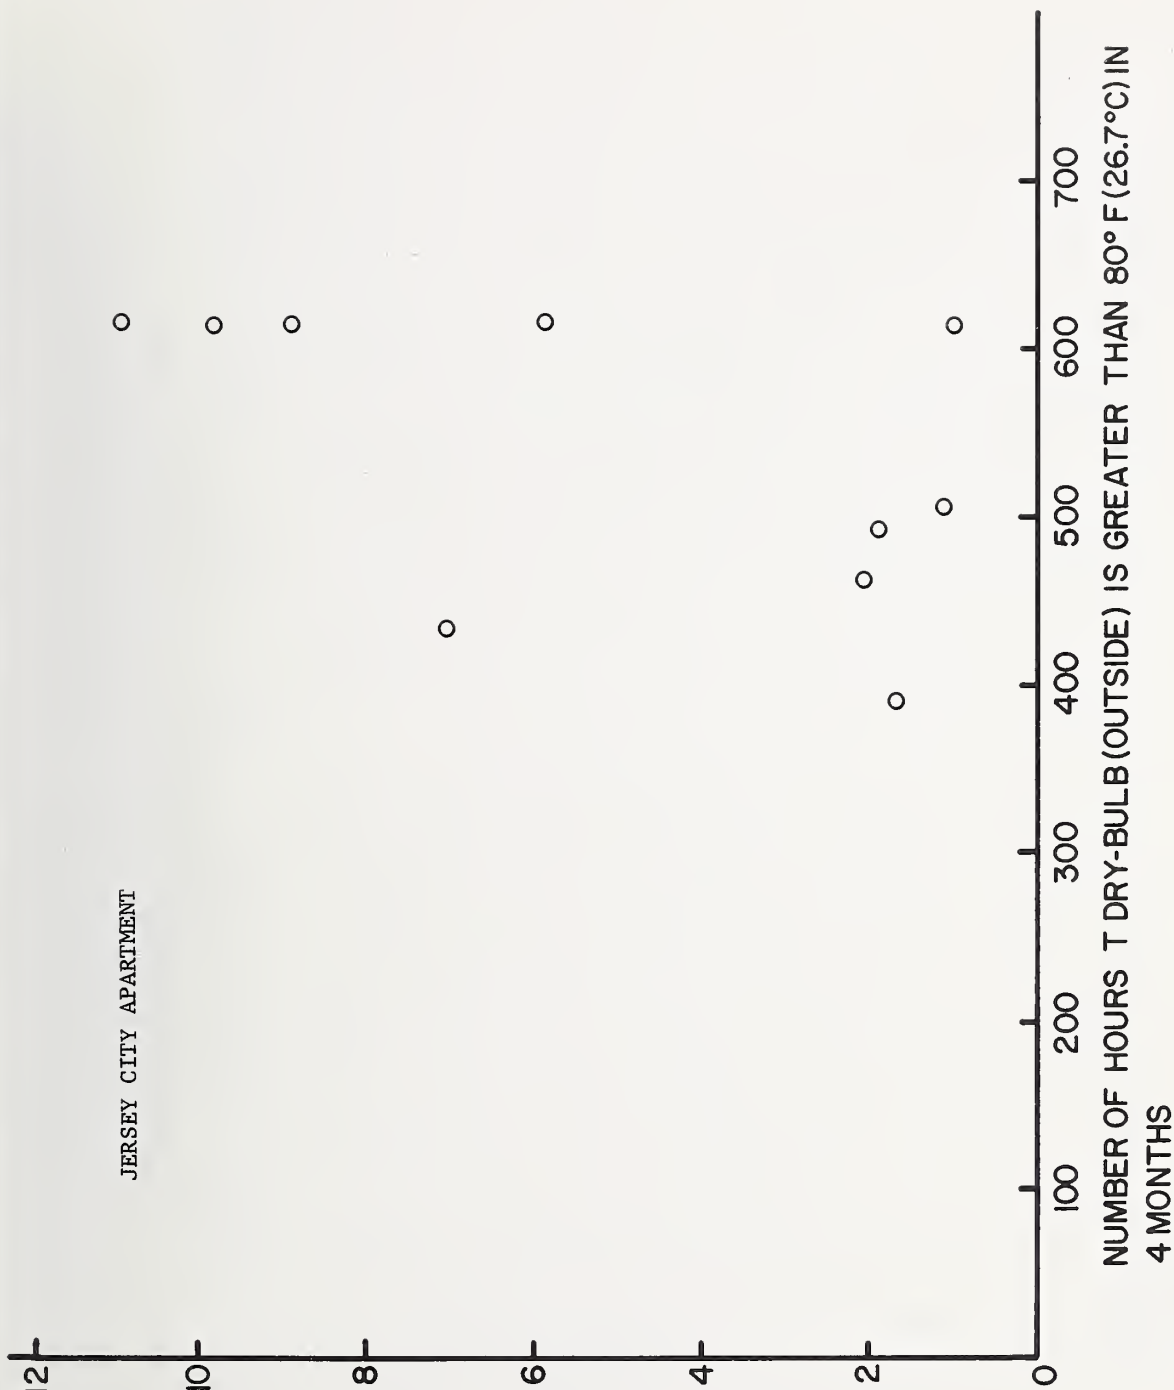 JERSEY CITY APARTMENT
12
10
8
6
4
2
0
100 200 300 400 500 600 700
NUMBER OF HOURS T DRY-BULB (OUTSIDE) IS GREATER THAN 80° F (26.7°C) IN
4 MONTHS